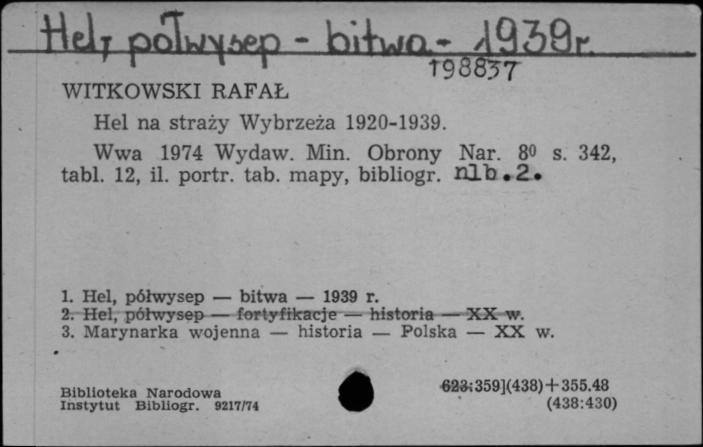 Hel, półwysep - bitwa - 1939r.
198837
WITKOWSKI RAFAŁ
Hel na straży Wybrzeża 1920-1939.
Wwa 1974 Wydaw. Min. Obrony Nar. 8⁰ s. 342,
tabl. 12, il. portr. tab. mapy, bibliogr. nlb.2.
1. Hel, półwysep — bitwa — 1939 r.
2. Hel, półwysep — fortyfikacje — historia — XX w.
3. Marynarka wojenna — historia — Polska — XX w.
Biblioteka Narodowa
Instytut Bibliogr. 9217/74
623:359](438)+355.48
(438:430)